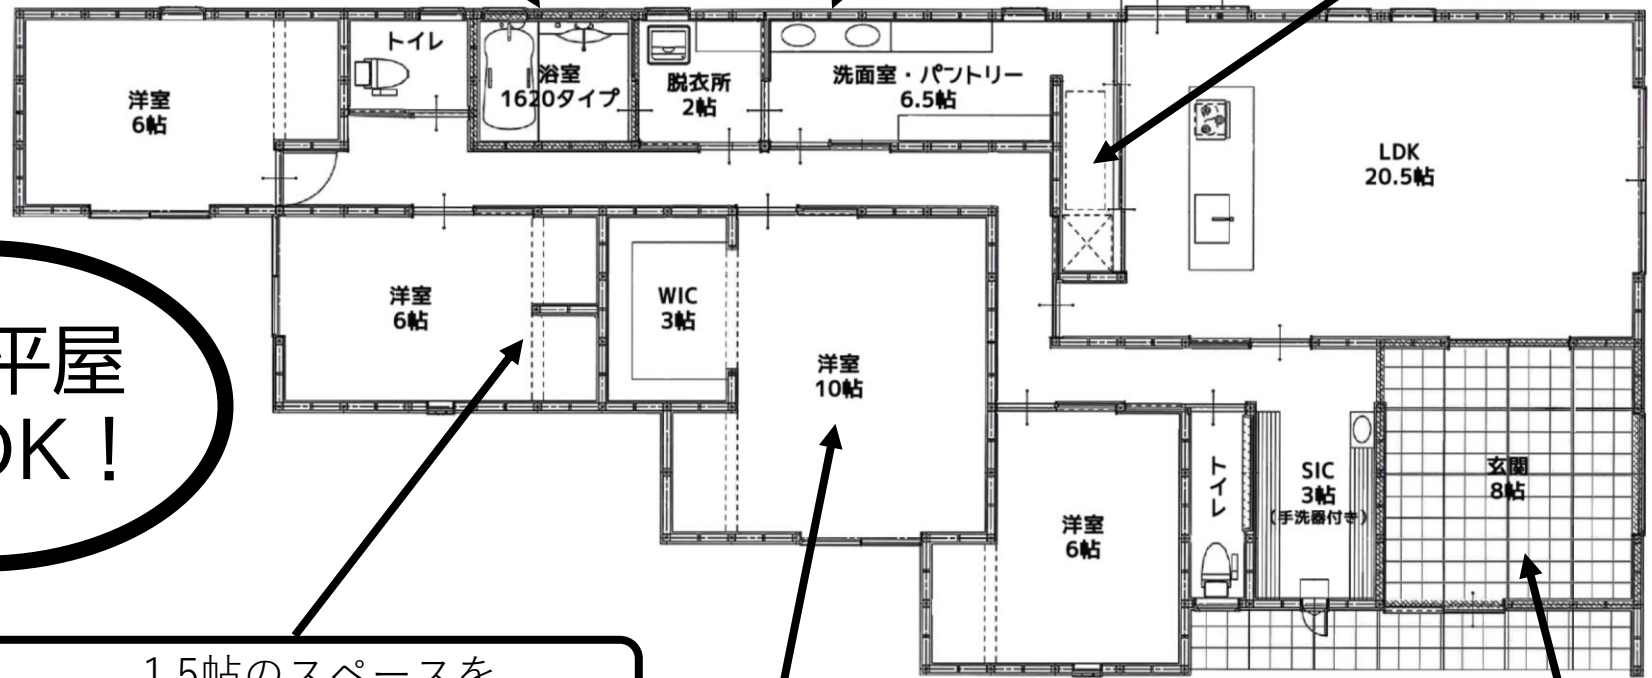 トイレ
洋室
6帖
浴室
1620タイプ
脱衣所
2帖
洗面室・パントリー
6.5帖
LDK
20.5帖
洋室
6帖
WIC
3帖
洋室
10帖
平屋
DK!
洋室
6帖
トイレ
SIC
3帖
(手洗器付き)
玄関
8帖
1.5帖のスペースを